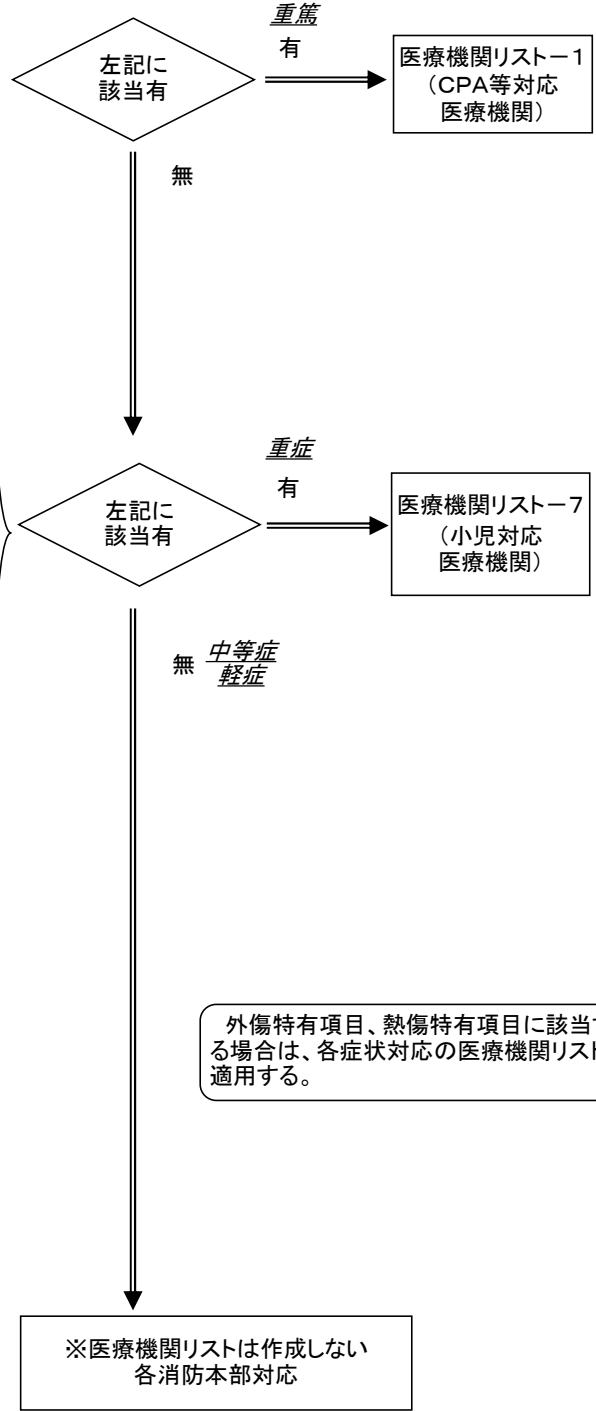 重篤
有
左記に
該当有
医療機関リストー1
(CPA等対応
医療機関)
無
重症
有
左記に
該当有
医療機関リストー7
(小児対応
医療機関)
無 中等症
軽症
外傷特有項目、熱傷特有項目に該当
る場合は、各症状対応の医療機関リスト
適用する。
※医療機関リストは作成しない
各消防本部対応